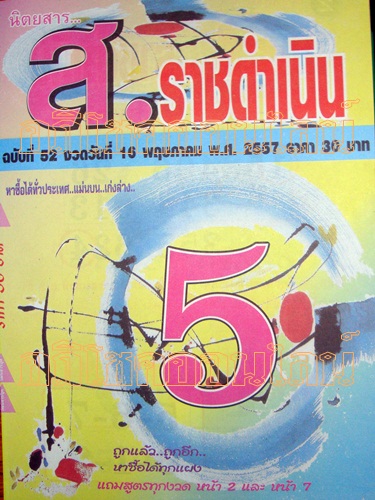 นิตยสาร...
ส.ราชดำเนิน
ฉบับที่ 52 งวดวันที่ 16 พฤษภาคม พ.ศ. 2557 ราคา 30 บาท
หาซื้อได้ทั่วประเทศ..แม่นบน..เก่งล่าง..
5
ถูกแล้ว..ถูกอีก..
หาซื้อได้ทุกแผง
แถมสูตรทุกงวด หน้า 2 และ หน้า 7